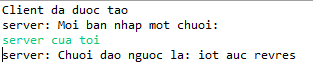 Client da duoc tao
server: Moi ban nhap mot chuoi:
server cua toi
server: Chuoi dao nguoc la: iot auc revres